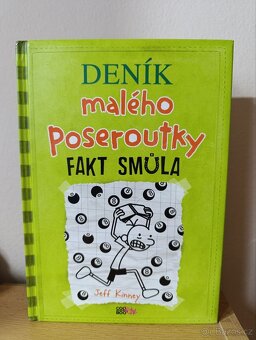 DENÍK
malého
poseroutky
FAKT SMŮLA
Jeff Kinney